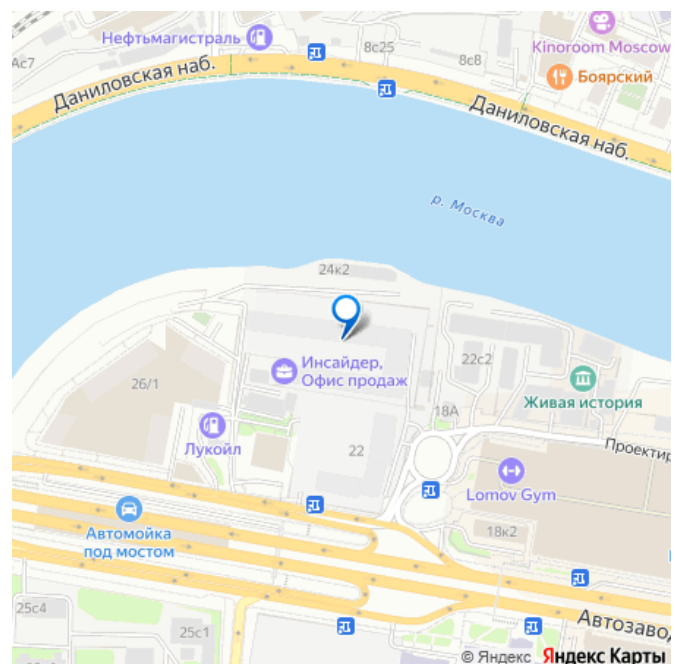 Нефтьмагистраль
Kinoroom Moscow
Ас7
8с25
8с8
Боярский
Даниловская наб.
Даниловская наб.
р. Москва
24к2
Инсайдер,
Офис продаж
22с2
26/1
Живая история
18А
Лукойл
22
Проектир
Lomov Gym
Автомойка
под мостом
18к2
25с4
25с1
Автозавод
© Яндекс Яндекс Карты